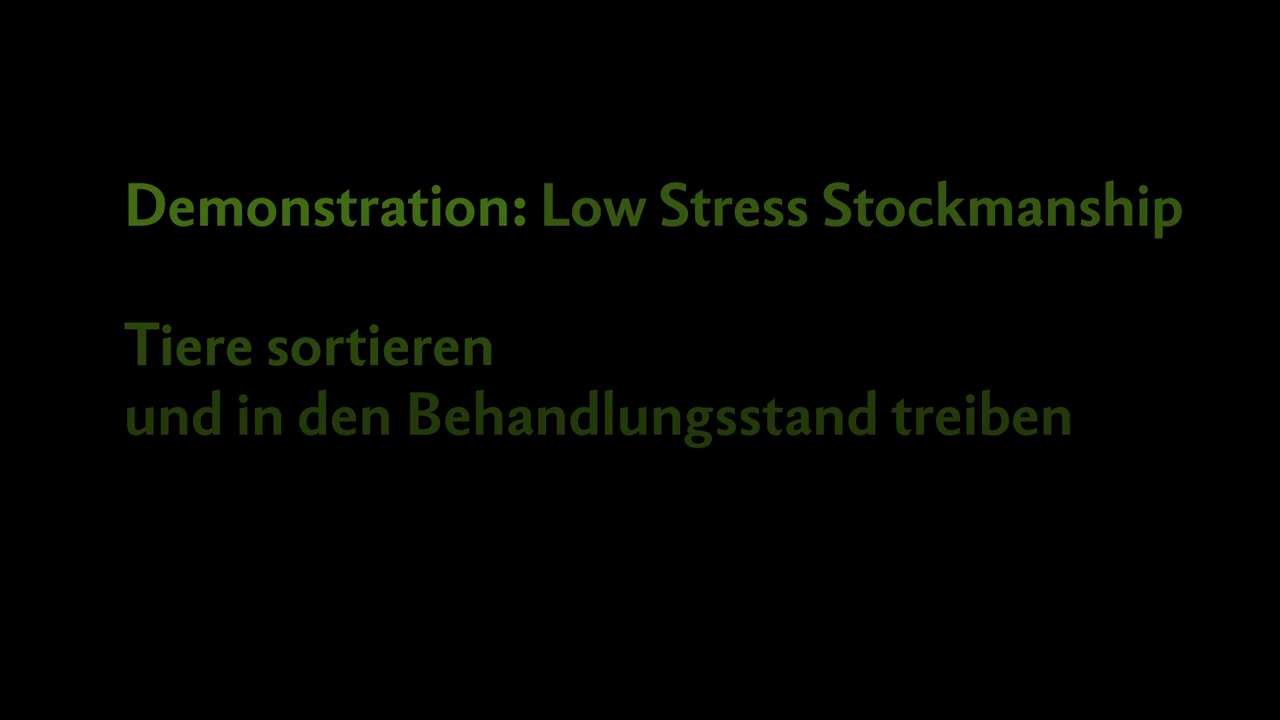 Demonstration: Low Stress Stockmanship
Tiere sortieren
und in den Behandlungsstand treiben